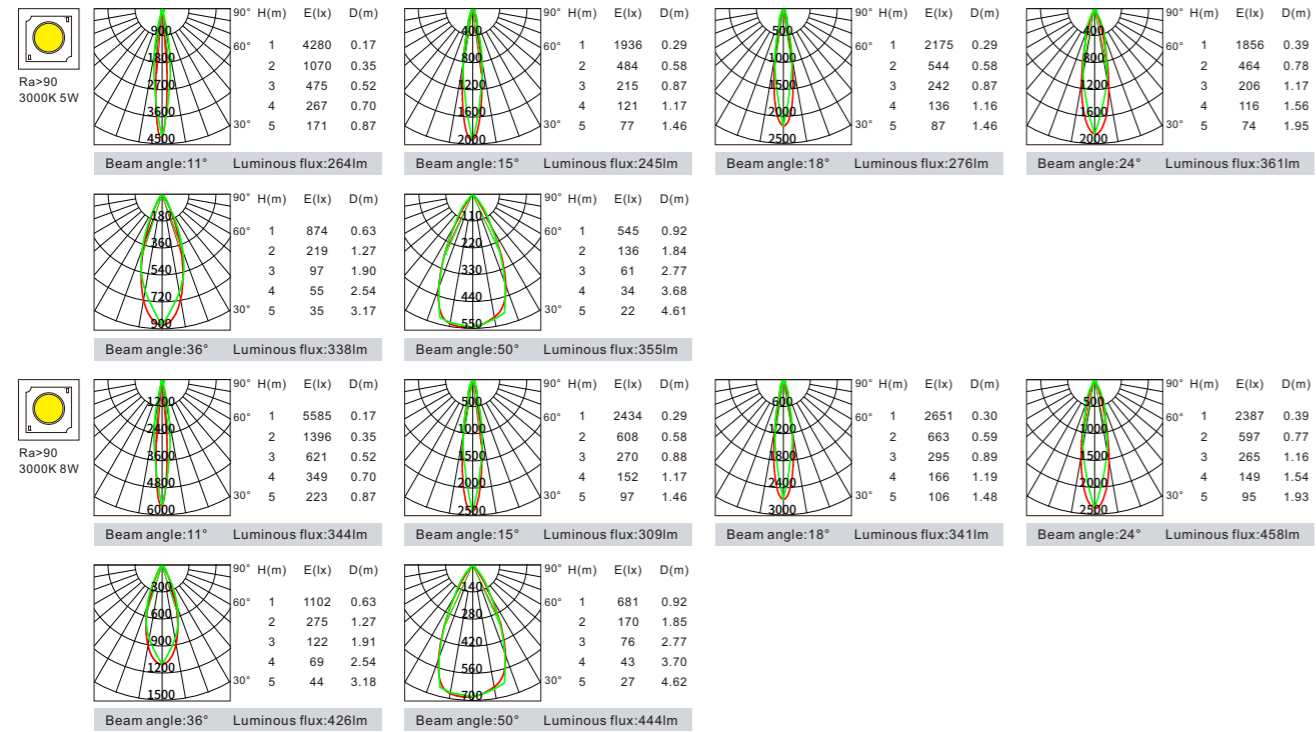 Ra>90
3000K 5W
900
1800
2700
3600
4500
90° H(m) E(lx) D(m)
60° 1 4280 0.17
2 1070 0.35
3 475 0.52
4 267 0.70
30° 5 171 0.87
Beam angle:11° Luminous flux:264lm
400
800
1200
1600
2000
90° H(m) E(lx) D(m)
60° 1 1936 0.29
2 484 0.58
3 215 0.87
4 121 1.17
30° 5 77 1.46
Beam angle:15° Luminous flux:245lm
500
1000
1500
2000
2500
90° H(m) E(lx) D(m)
60° 1 2175 0.29
2 544 0.58
3 242 0.87
4 136 1.16
30° 5 87 1.46
Beam angle:18° Luminous flux:276lm
400
800
1200
1600
2000
90° H(m) E(lx) D(m)
60° 1 1856 0.39
2 464 0.78
3 206 1.17
4 116 1.56
30° 5 74 1.95
Beam angle:24° Luminous flux:361lm
180
360
540
720
900
90° H(m) E(lx) D(m)
60° 1 874 0.63
2 219 1.27
3 97 1.90
4 55 2.54
30° 5 35 3.17
Beam angle:36° Luminous flux:338lm
110
220
330
440
550
90° H(m) E(lx) D(m)
60° 1 545 0.92
2 136 1.84
3 61 2.77
4 34 3.68
30° 5 22 4.61
Beam angle:50° Luminous flux:355lm
Ra>90
3000K 8W
1200
2400
3600
4800
6000
90° H(m) E(lx) D(m)
60° 1 5585 0.17
2 1396 0.35
3 621 0.52
4 349 0.70
30° 5 223 0.87
Beam angle:11° Luminous flux:344lm
500
1000
1500
2000
2500
90° H(m) E(lx) D(m)
60° 1 2434 0.29
2 608 0.58
3 270 0.88
4 152 1.17
30° 5 97 1.46
Beam angle:15° Luminous flux:309lm
600
1200
1800
2400
3000
90° H(m) E(lx) D(m)
60° 1 2651 0.30
2 663 0.59
3 295 0.89
4 166 1.19
30° 5 106 1.48
Beam angle:18° Luminous flux:341lm
500
1000
1500
2000
2500
90° H(m) E(lx) D(m)
60° 1 2387 0.39
2 597 0.77
3 265 1.16
4 149 1.54
30° 5 95 1.93
Beam angle:24° Luminous flux:458lm
300
600
900
1200
1500
90° H(m) E(lx) D(m)
60° 1 1102 0.63
2 275 1.27
3 122 1.91
4 69 2.54
30° 5 44 3.18
Beam angle:36° Luminous flux:426lm
140
280
420
560
700
90° H(m) E(lx) D(m)
60° 1 681 0.92
2 170 1.85
3 76 2.77
4 43 3.70
30° 5 27 4.62
Beam angle:50° Luminous flux:444lm